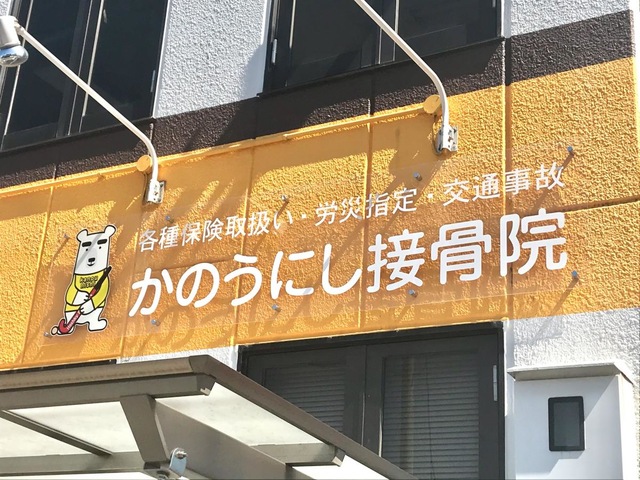 各種保険取扱い・労災指定・交通事故
かのうにし接骨院